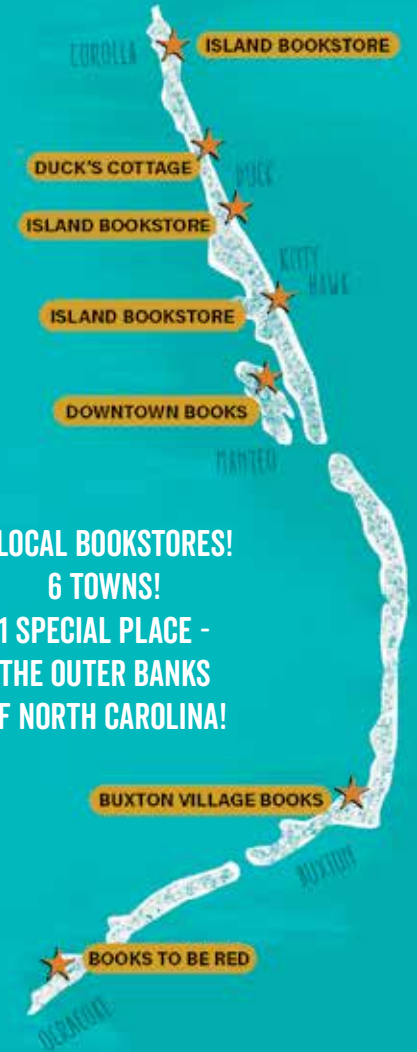 COROLLA
ISLAND BOOKSTORE
DUCK'S COTTAGE
DUCK
ISLAND BOOKSTORE
KITTY
HAWK
ISLAND BOOKSTORE
DOWNTOWN BOOKS
MANTEO
LOCAL BOOKSTORES!
6 TOWNS!
1 SPECIAL PLACE -
THE OUTER BANKS
F NORTH CAROLINA!
BUXTON VILLAGE BOOKS
BUXTON
BOOKS TO BE RED
OCRACOKE